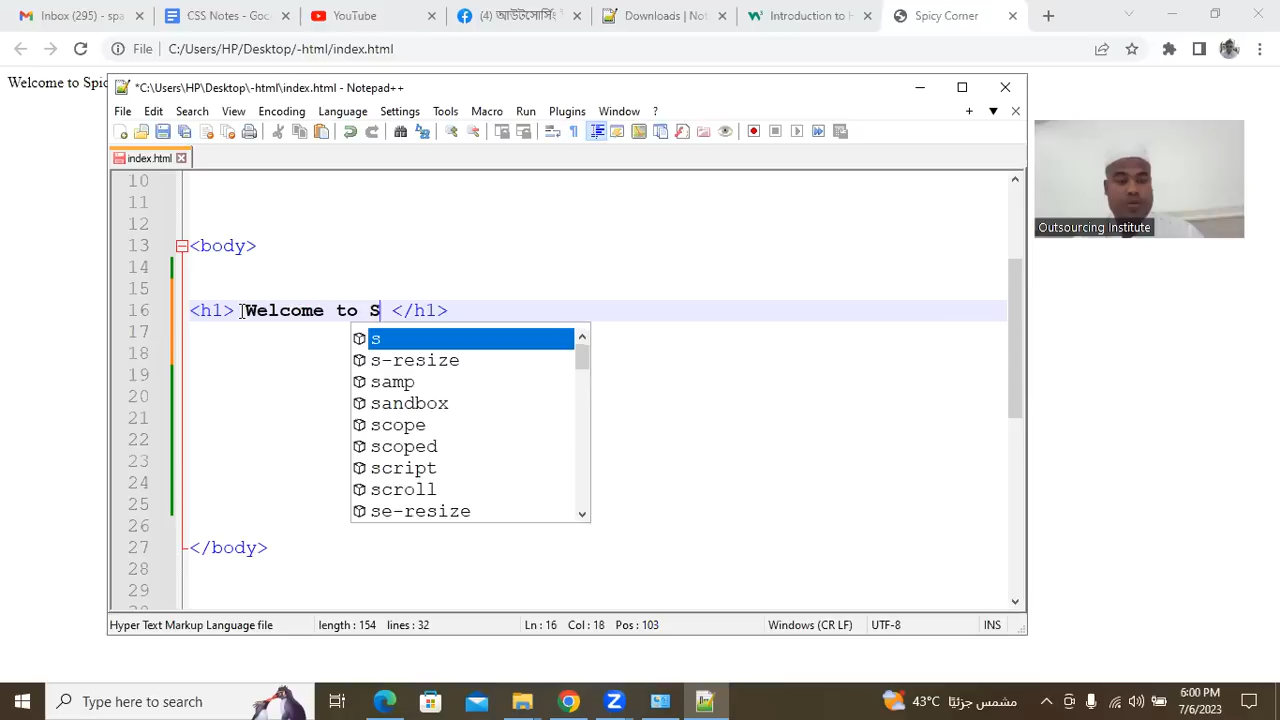 Inbox (295) - spa
CSS Notes - Goo
YouTube
(4) আউটসোর্সিং
Downloads | Not
Introduction to H
Spicy Corner
File
C:/Users/HP/Desktop/-html/index.html
Welcome to Spic
*C:\Users\HP\Desktop\-html\index.html - Notepad++
File Edit Search View Encoding Language Settings Tools Macro Run Plugins Window ?
index.html
10
11
12
13 <body>
14
15
16 <h1> Welcome to S </h1>
17
18
19
20
21
22
23
24
25
26
27 </body>
28
29
s
s-resize
samp
sandbox
scope
scoped
script
scroll
se-resize
Outsourcing Institute
Hyper Text Markup Language file length : 154 lines : 32 Ln : 16 Col : 18 Pos : 103 Windows (CR LF) UTF-8 INS
Type here to search
43°C مشمس جزئيًا
6:00 PM
7/6/2023